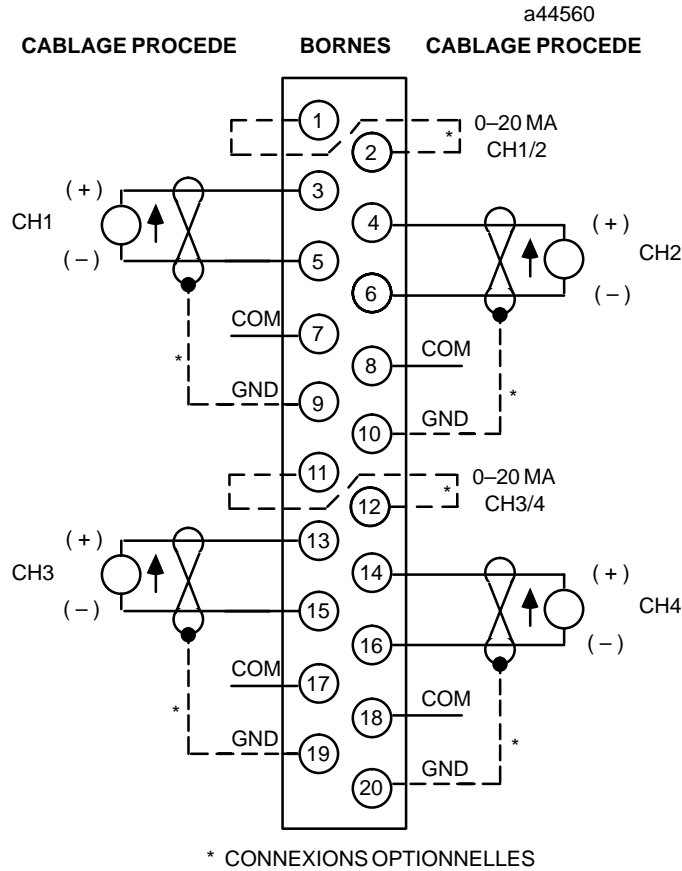 a44560
CABLAGE PROCEDE BORNES CABLAGE PROCEDE
1
* 0–20 MA
2 CH1/2
3
(+)
4 (+)
CH1
CH2
(–) 5
6 (–)
COM 7
8 COM
*
GND 9
*
10 GND
11
* 0–20 MA
12 CH3/4
13
(+)
14 (+)
CH3
CH4
(–) 15
16 (–)
COM 17
18 COM
*
GND 19
*
20 GND
* CONNEXIONS OPTIONNELLES